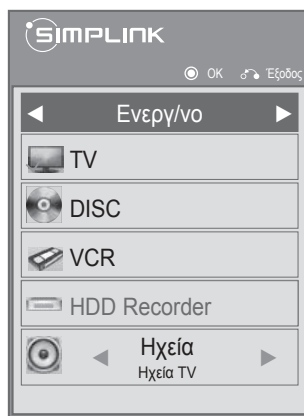 SIMPLINK
OK Έξοδος
Ενεργ/νο
TV
DISC
VCR
HDD Recorder
Ηχεία
Ηχεία TV